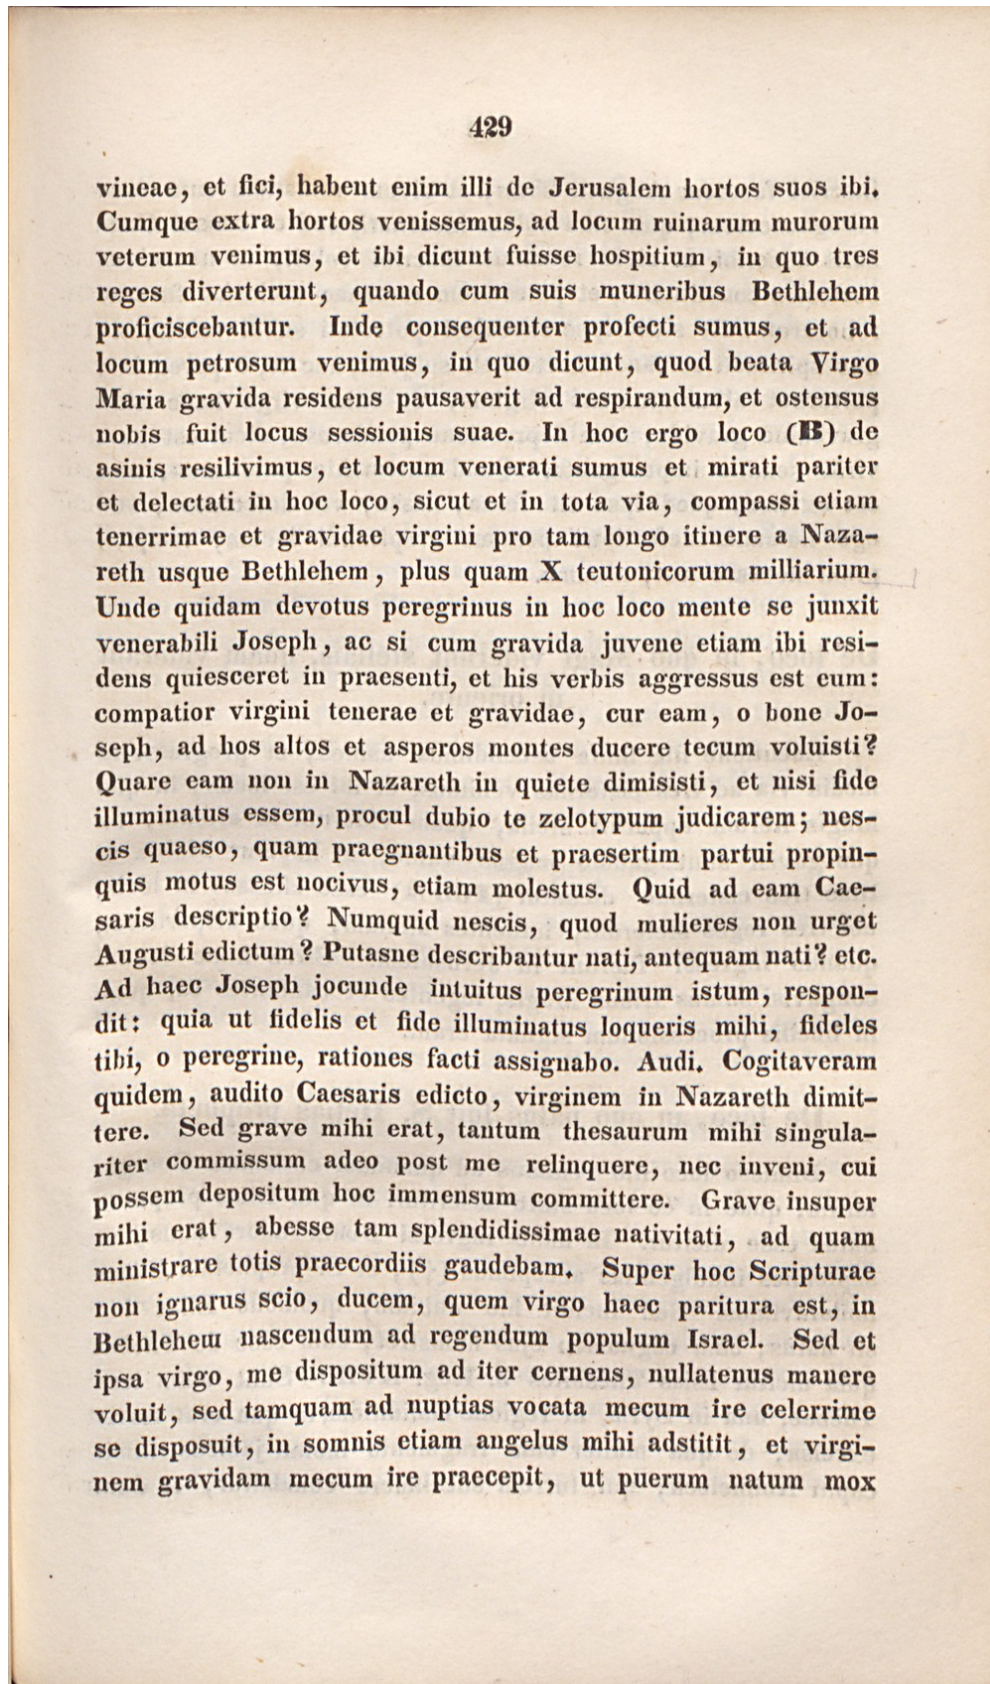 429
vineae, et fici, habent enim illi de Jerusalem hortos suos ibi.
Cumque extra hortos venissemus, ad locum ruinarum murorum
veterum venimus, et ibi dicunt fuisse hospitium, in quo tres
reges diverterunt, quando cum suis muneribus Bethlehem
proficiscebantur. Inde consequenter profecti sumus, et ad
locum petrosum venimus, in quo dicunt, quod beata Virgo
Maria gravida residens pausaverit ad respirandum, et ostensus
nobis fuit locus sessionis suae. In hoc ergo loco (B) de
asinis resilivimus, et locum venerati sumus et mirati pariter
et delectati in hoc loco, sicut et in tota via, compassi etiam
tenerrimae et gravidae virgini pro tam longo itinere a Naza-
reth usque Bethlehem, plus quam X teutonicorum milliarium.
Unde quidam devotus peregrinus in hoc loco mente se junxit
venerabili Joseph, ac si cum gravida juvene etiam ibi resi-
dens quiesceret in praesenti, et his verbis aggressus est eum:
compatior virgini tenerae et gravidae, cur eam, o bone Jo-
seph, ad hos altos et asperos montes ducere tecum voluisti?
Quare eam non in Nazareth in quiete dimisisti, et nisi fide
illuminatus essem, procul dubio te zelotypum judicarem; nes-
cis quaeso, quam praegnantibus et praesertim partui propin-
quis motus est nocivus, etiam molestus. Quid ad eam Cae-
saris descriptio? Numquid nescis, quod mulieres non urget
Augusti edictum? Putasne describantur nati, antequam nati? etc.
Ad haec Joseph jocunde intuitus peregrinum istum, respon-
dit: quia ut fidelis et fide illuminatus loqueris mihi, fideles
tibi, o peregrine, rationes facti assignabo. Audi. Cogitaveram
quidem, audito Caesaris edicto, virginem in Nazareth dimit-
tere. Sed grave mihi erat, tantum thesaurum mihi singula-
riter commissum adeo post me relinquere, nec inveni, cui
possem depositum hoc immensum committere. Grave insuper
mihi erat, abesse tam splendidissimae nativitati, ad quam
ministrare totis praecordiis gaudebam. Super hoc Scripturae
non ignarus scio, ducem, quem virgo haec paritura est, in
Bethlehem nascendum ad regendum populum Israel. Sed et
ipsa virgo, me dispositum ad iter cernens, nullatenus manere
voluit, sed tamquam ad nuptias vocata mecum ire celerrime
se disposuit, in somnis etiam angelus mihi adstitit, et virgi-
nem gravidam mecum ire praecepit, ut puerum natum mox